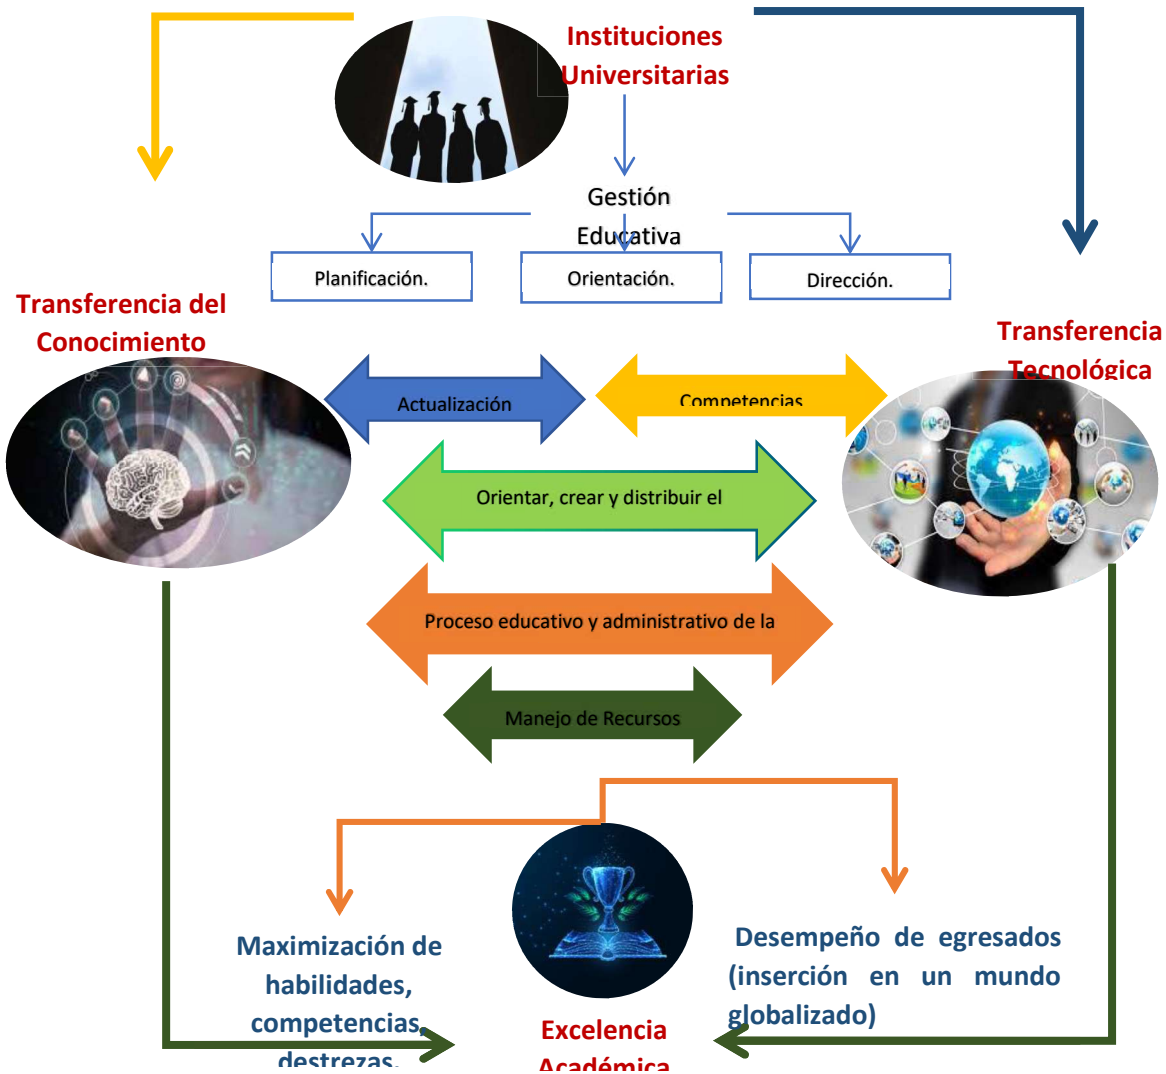 Instituciones
Universitarias
Gestión
Educativa
Planificación.
Orientación.
Dirección.
Transferencia del
Conocimiento
Transferencia
Tecnológica
Actualización
Competencias
Orientar, crear y distribuir el
Proceso educativo y administrativo de la
Manejo de Recursos
Maximización de
habilidades,
competencias,
destrezas.
Desempeño de egresados
(inserción en un mundo
globalizado)
Excelencia
Académica